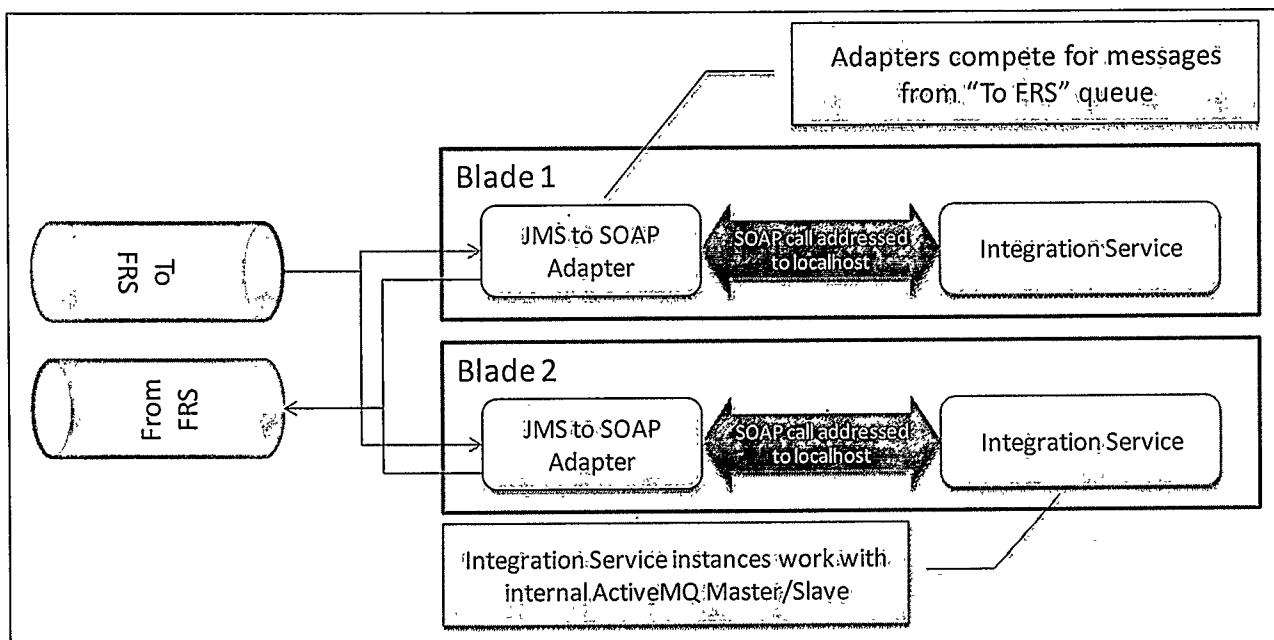 Adapters compete for messages
from "To FRS" queue
Blade 1
JMS to SOAP
Adapter
SOAP call addressed
to localhost
Integration Service
To
FRS
From
FRS
Blade 2
JMS to SOAP
Adapter
SOAP call addressed
to localhost
Integration Service
Integration Service instances work with
internal ActiveMQ Master/Slave